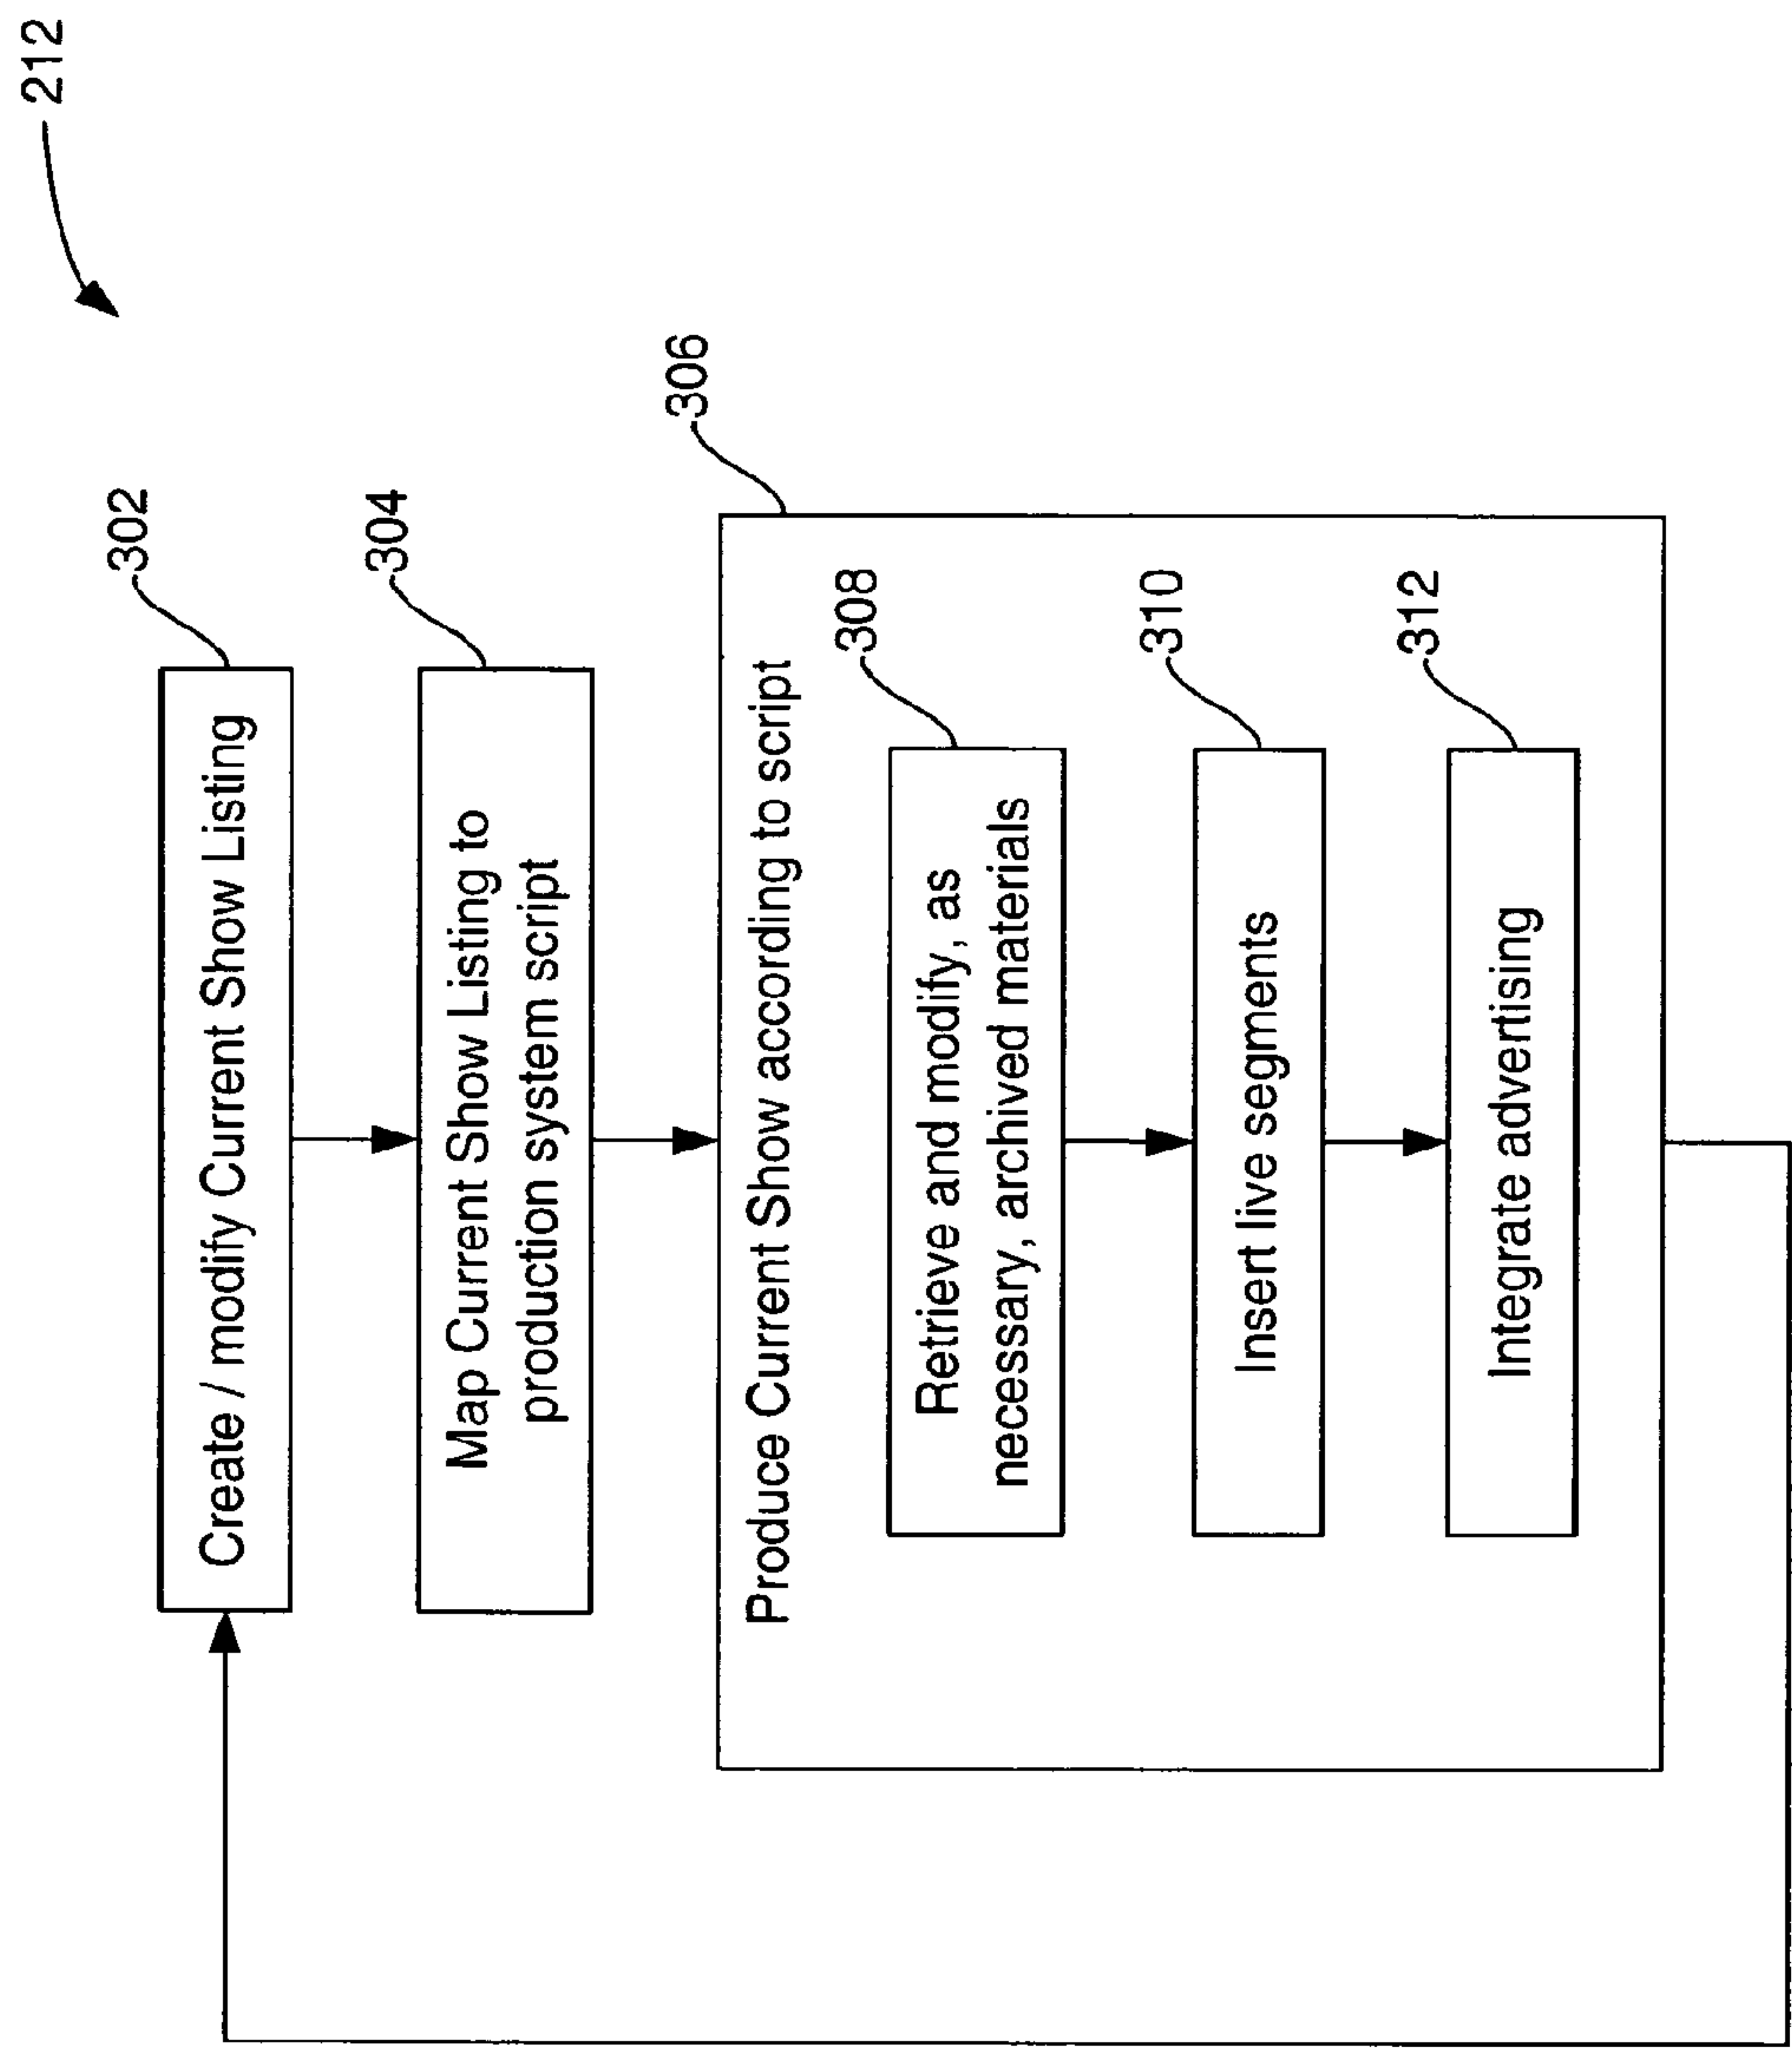 212
302
Create / modify Current Show Listing
304
Map Current Show Listing to
production system script
306
Produce Current Show according to script
308
Retrieve and modify, as
necessary, archived materials
310
Insert live segments
312
Integrate advertising